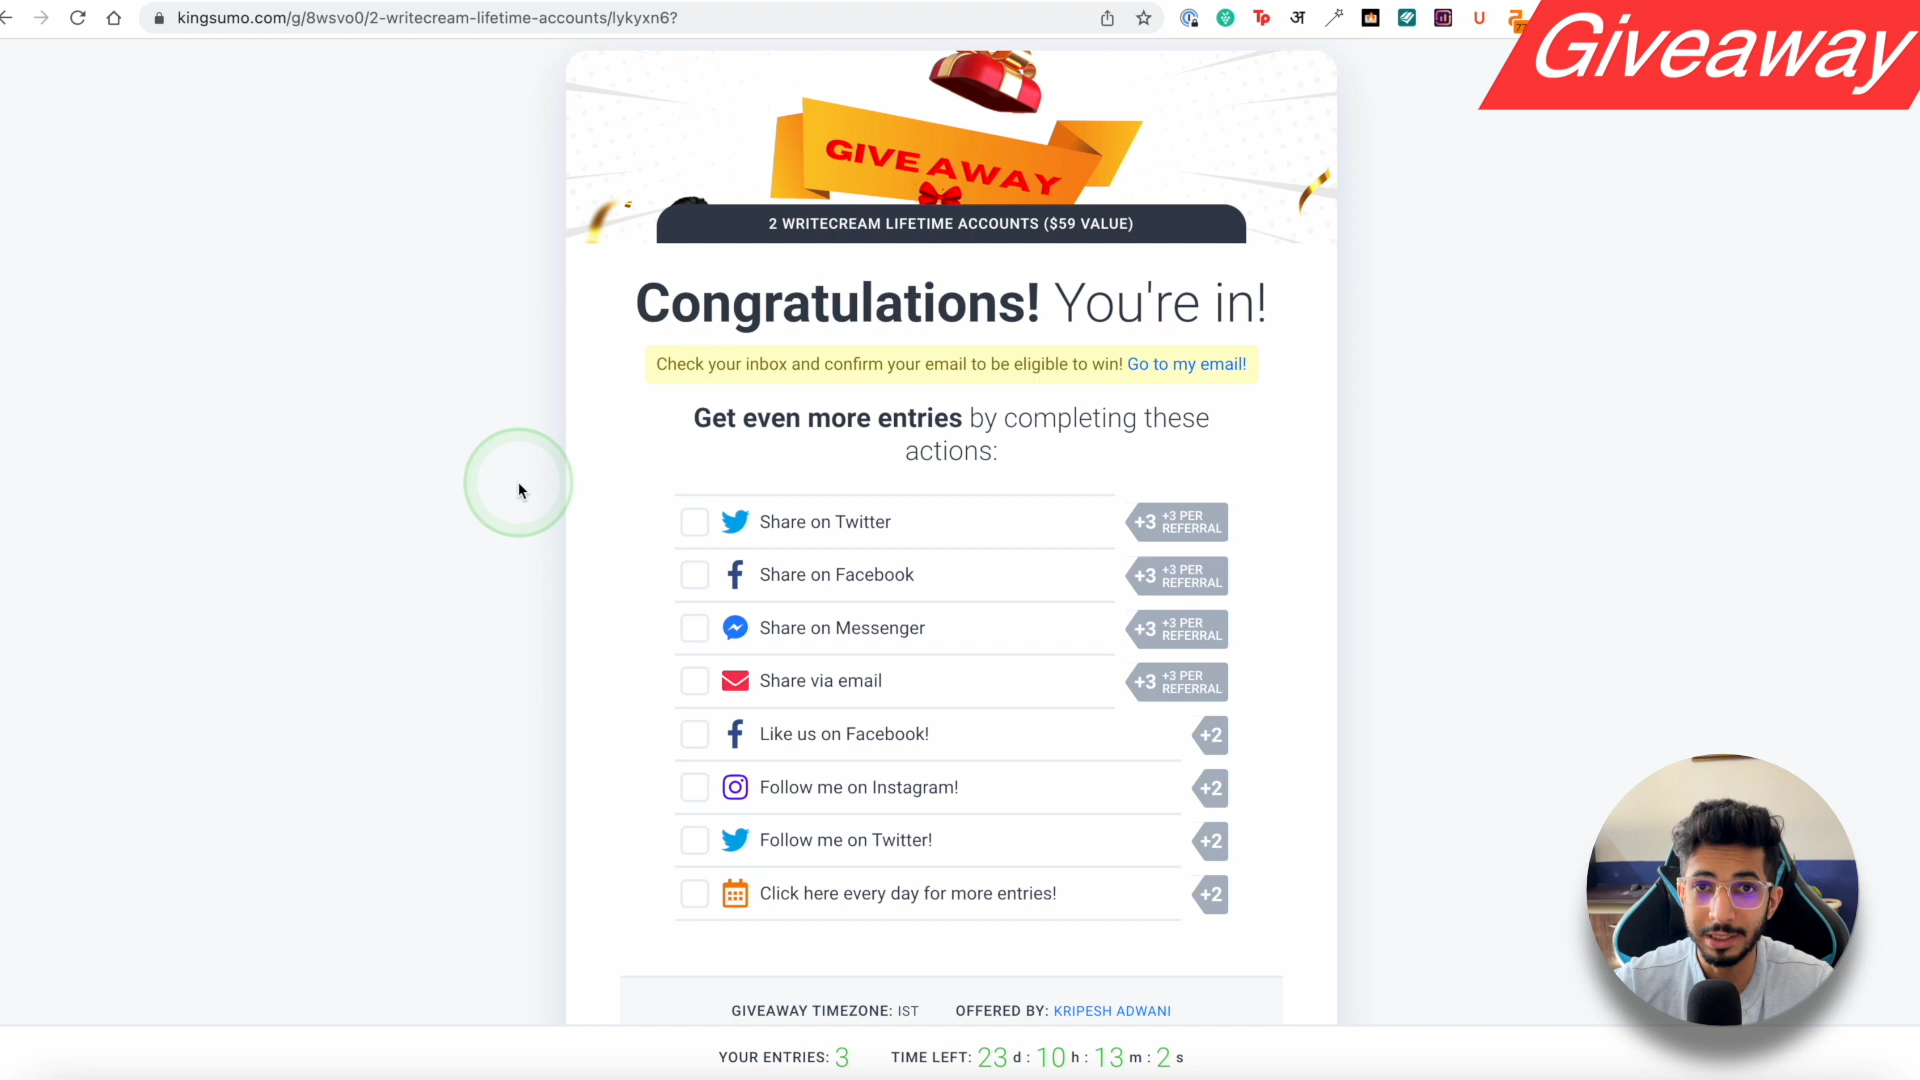 kingsumo.com/g/8wsvo0/2-writecream-lifetime-accounts/lykyxn6?
Tp
अ
U
77
Giveaway
GIVEAWAY
2 WRITECREAM LIFETIME ACCOUNTS ($59 VALUE)
Congratulations! You're in!
Check your inbox and confirm your email to be eligible to win! Go to my email!
Get even more entries by completing these
actions:
Share on Twitter
+3 +3 PER REFERRAL
Share on Facebook
+3 +3 PER REFERRAL
Share on Messenger
+3 +3 PER REFERRAL
Share via email
+3 +3 PER REFERRAL
Like us on Facebook! +2
Follow me on Instagram! +2
Follow me on Twitter! +2
Click here every day for more entries! +2
GIVEAWAY TIMEZONE: IST OFFERED BY: KRIPESH ADWANI
YOUR ENTRIES: 3 TIME LEFT: 23 d : 10 h : 13 m : 2 s